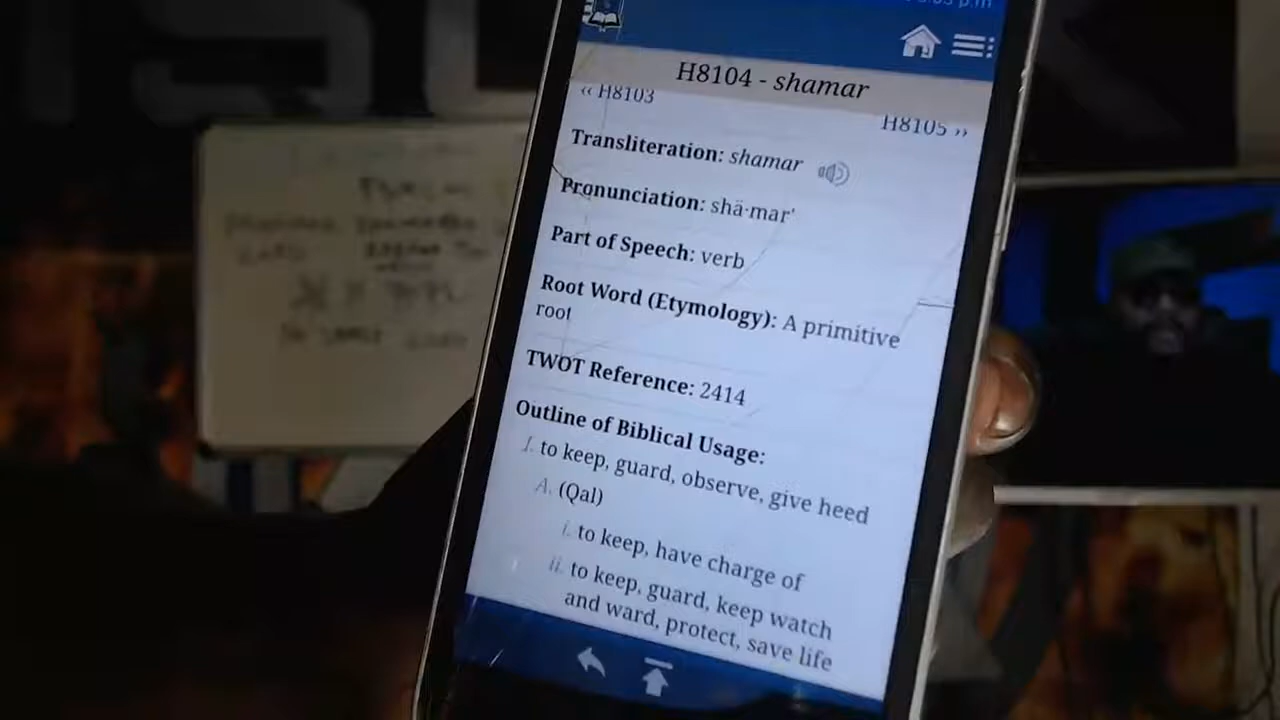 H8104 - shamar
‹‹ H8103
H8105 ››
Transliteration: shamar
Pronunciation: shä·mar'
Part of Speech: verb
Root Word (Etymology): A primitive
root
TWOT Reference: 2414
Outline of Biblical Usage:
I. to keep, guard, observe, give heed
A. (Qal)
i. to keep, have charge of
ii. to keep, guard, keep watch
and ward, protect, save life